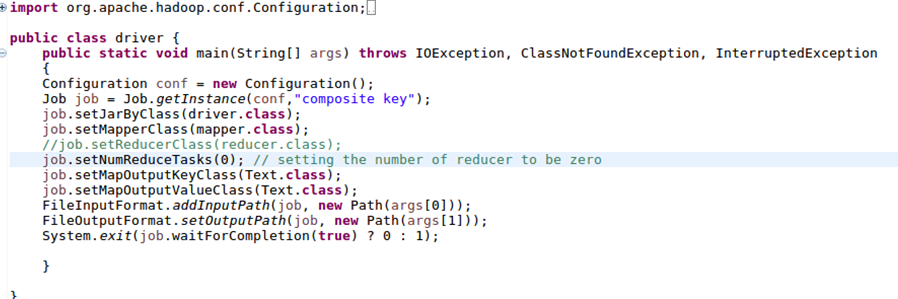 import org.apache.hadoop.conf.Configuration;
public class driver {
public static void main(String[] args) throws IOException, ClassNotFoundException, InterruptedException
{
Configuration conf = new Configuration();
Job job = Job.getInstance(conf,"composite key");
job.setJarByClass(driver.class);
job.setMapperClass(mapper.class);
//job.setReducerClass(reducer.class);
job.setNumReduceTasks(0); // setting the number of reducer to be zero
job.setMapOutputKeyClass(Text.class);
job.setMapOutputValueClass(Text.class);
FileInputFormat.addInputPath(job, new Path(args[0]));
FileOutputFormat.setOutputPath(job, new Path(args[1]));
System.exit(job.waitForCompletion(true) ? 0 : 1);
}
}